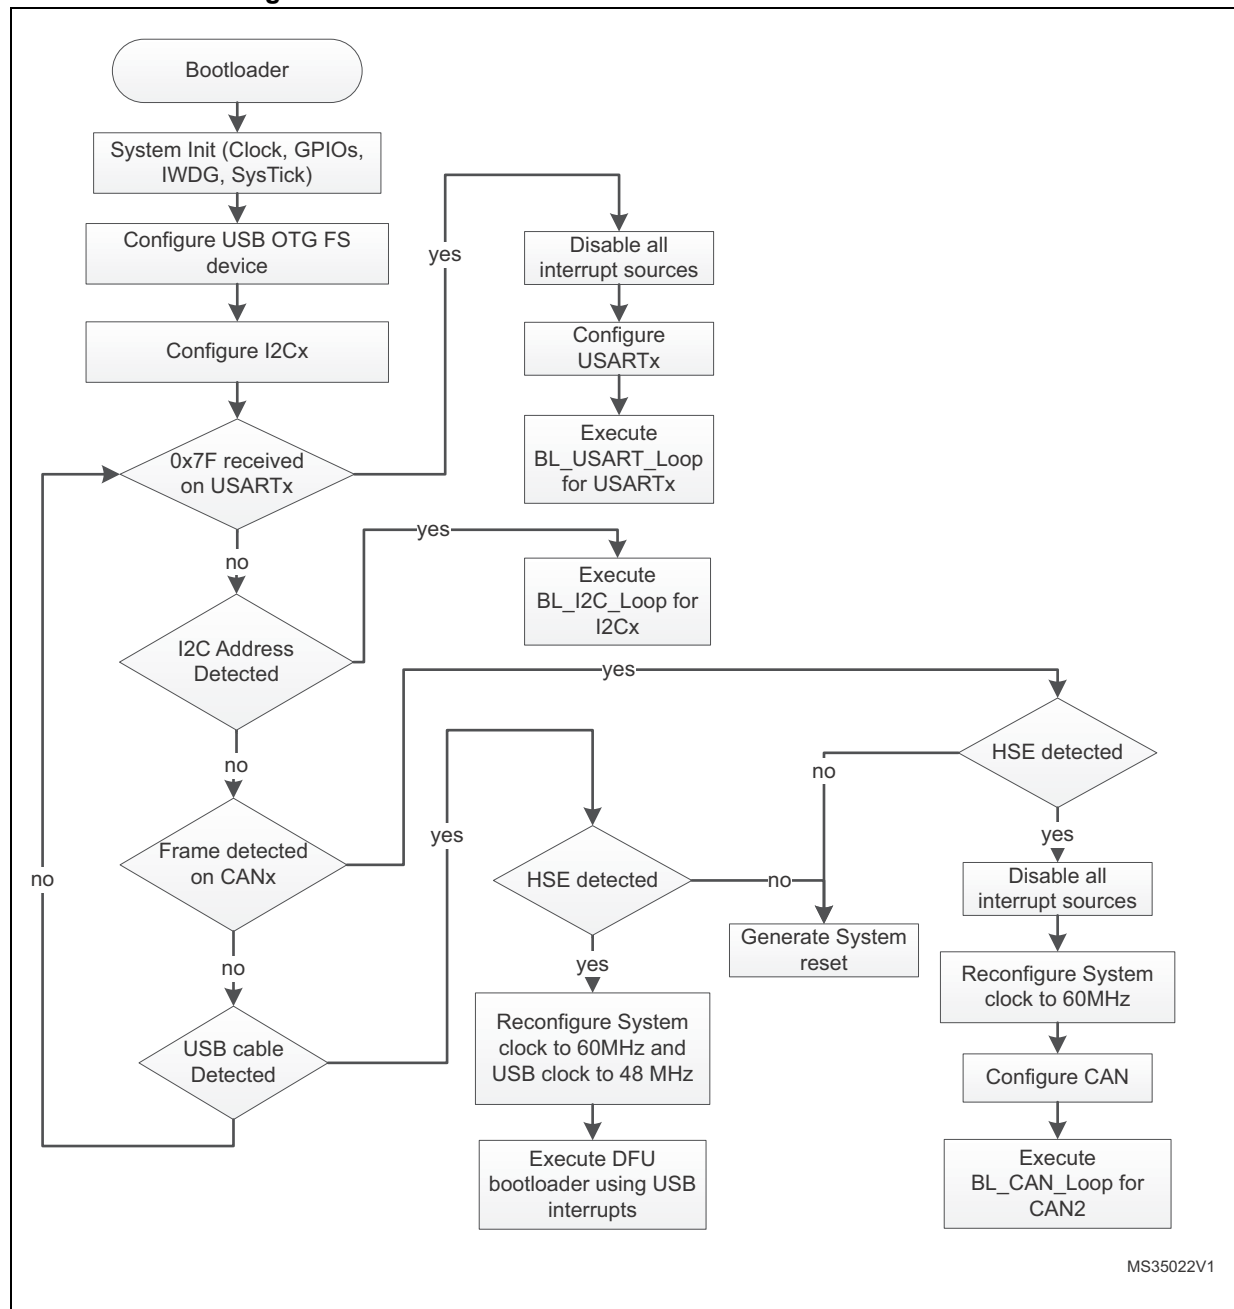 Bootloader
System Init (Clock, GPIOs,
IWDG, SysTick)
Configure USB OTG FS
device
Configure I2Cx
0x7F received
on USARTx
yes
Disable all
interrupt sources
Configure
USARTx
Execute
BL_USART_Loop
for USARTx
no
I2C Address
Detected
yes
Execute
BL_I2C_Loop for
I2Cx
no
Frame detected
on CANx
yes
HSE detected
no
yes
Disable all
interrupt sources
Reconfigure System
clock to 60MHz
Configure CAN
Execute
BL_CAN_Loop for
CAN2
no
USB cable
Detected
yes
HSE detected
no
Generate System
reset
yes
Reconfigure System
clock to 60MHz and
USB clock to 48 MHz
Execute DFU
bootloader using USB
interrupts
no
MS35022V1